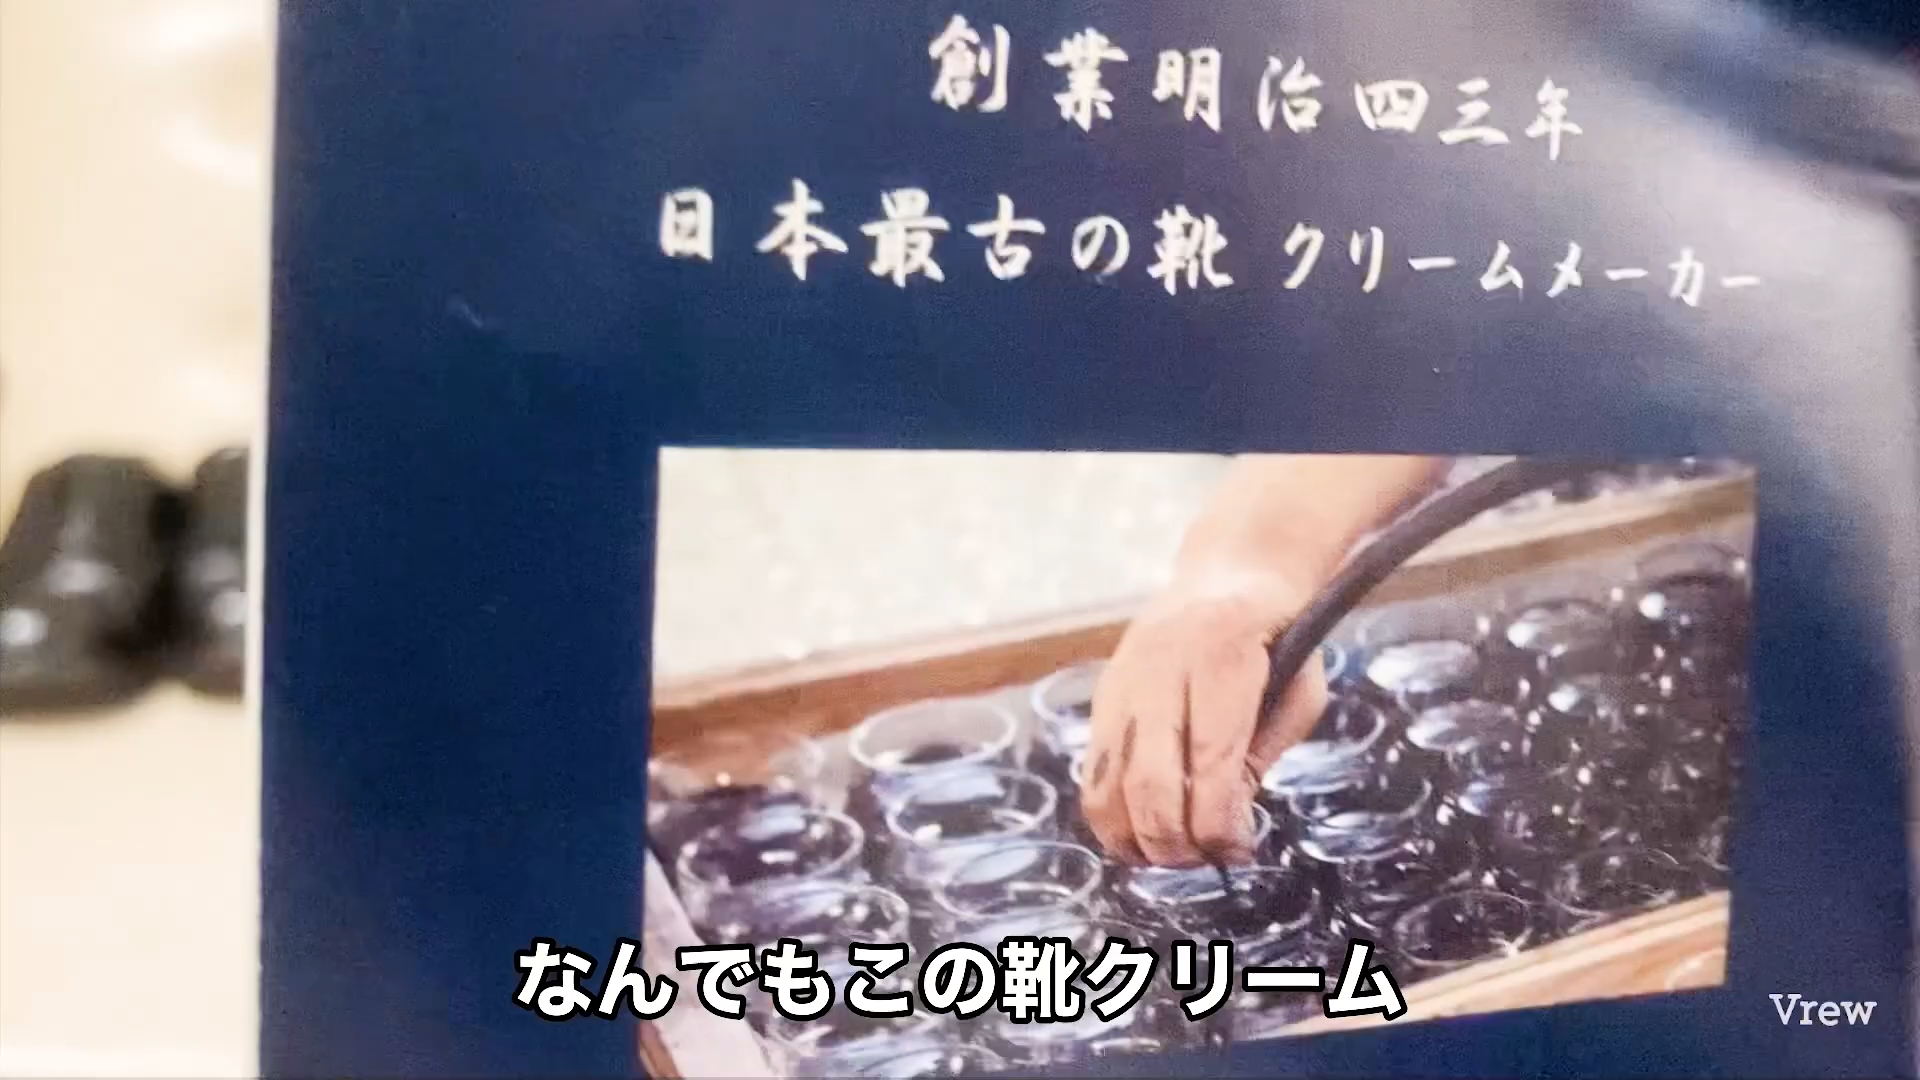 創業明治四三年
日本最古の靴クリームメーカー
なんでもこの靴クリーム
Vrew